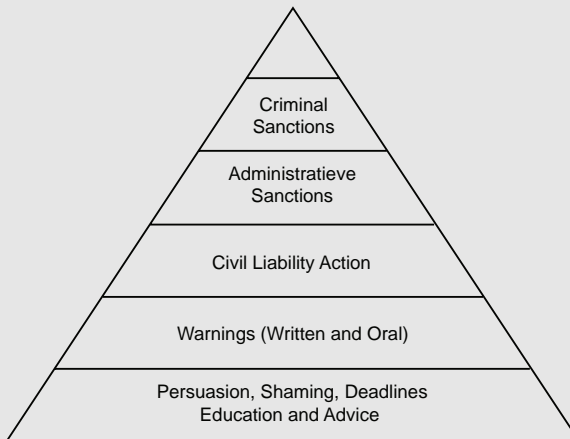 Criminal
Sanctions
Administratieve
Sanctions
Civil Liability Action
Warnings (Written and Oral)
Persuasion, Shaming, Deadlines
Education and Advice